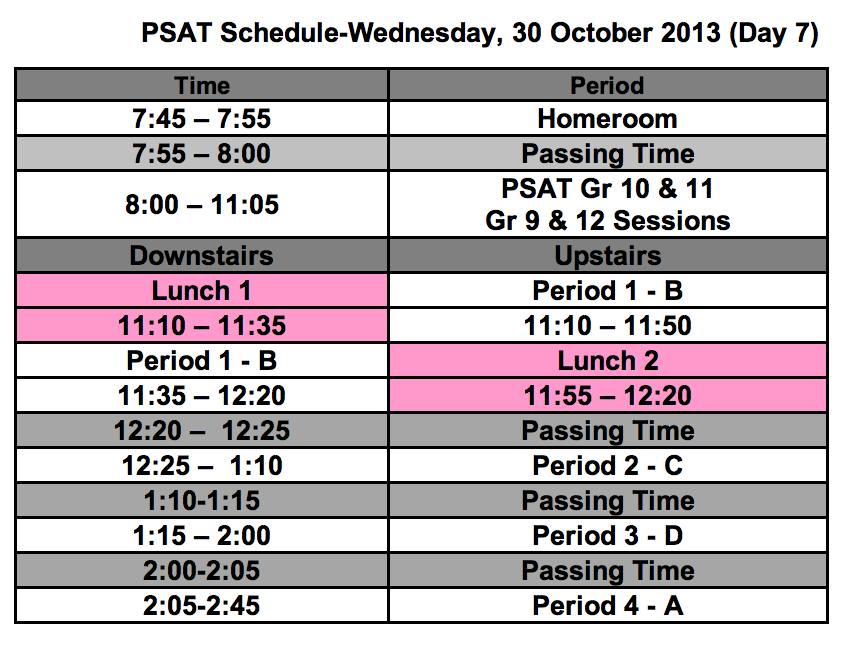 PSAT Schedule-Wednesday, 30 October 2013 (Day 7)
Time Period
7:45 – 7:55 Homeroom
7:55 – 8:00 Passing Time
8:00 – 11:05 PSAT Gr 10 & 11
Gr 9 & 12 Sessions
Downstairs Upstairs
Lunch 1 Period 1 - B
11:10 – 11:35 11:10 – 11:50
Period 1 - B Lunch 2
11:35 – 12:20 11:55 – 12:20
12:20 – 12:25 Passing Time
12:25 – 1:10 Period 2 - C
1:10-1:15 Passing Time
1:15 – 2:00 Period 3 - D
2:00-2:05 Passing Time
2:05-2:45 Period 4 - A